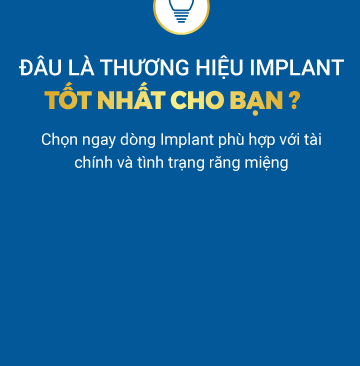 ĐÂU LÀ THƯƠNG HIỆU IMPLANT
TỐT NHẤT CHO BẠN ?
Chọn ngay dòng Implant phù hợp với tài
chính và tình trạng răng miệng